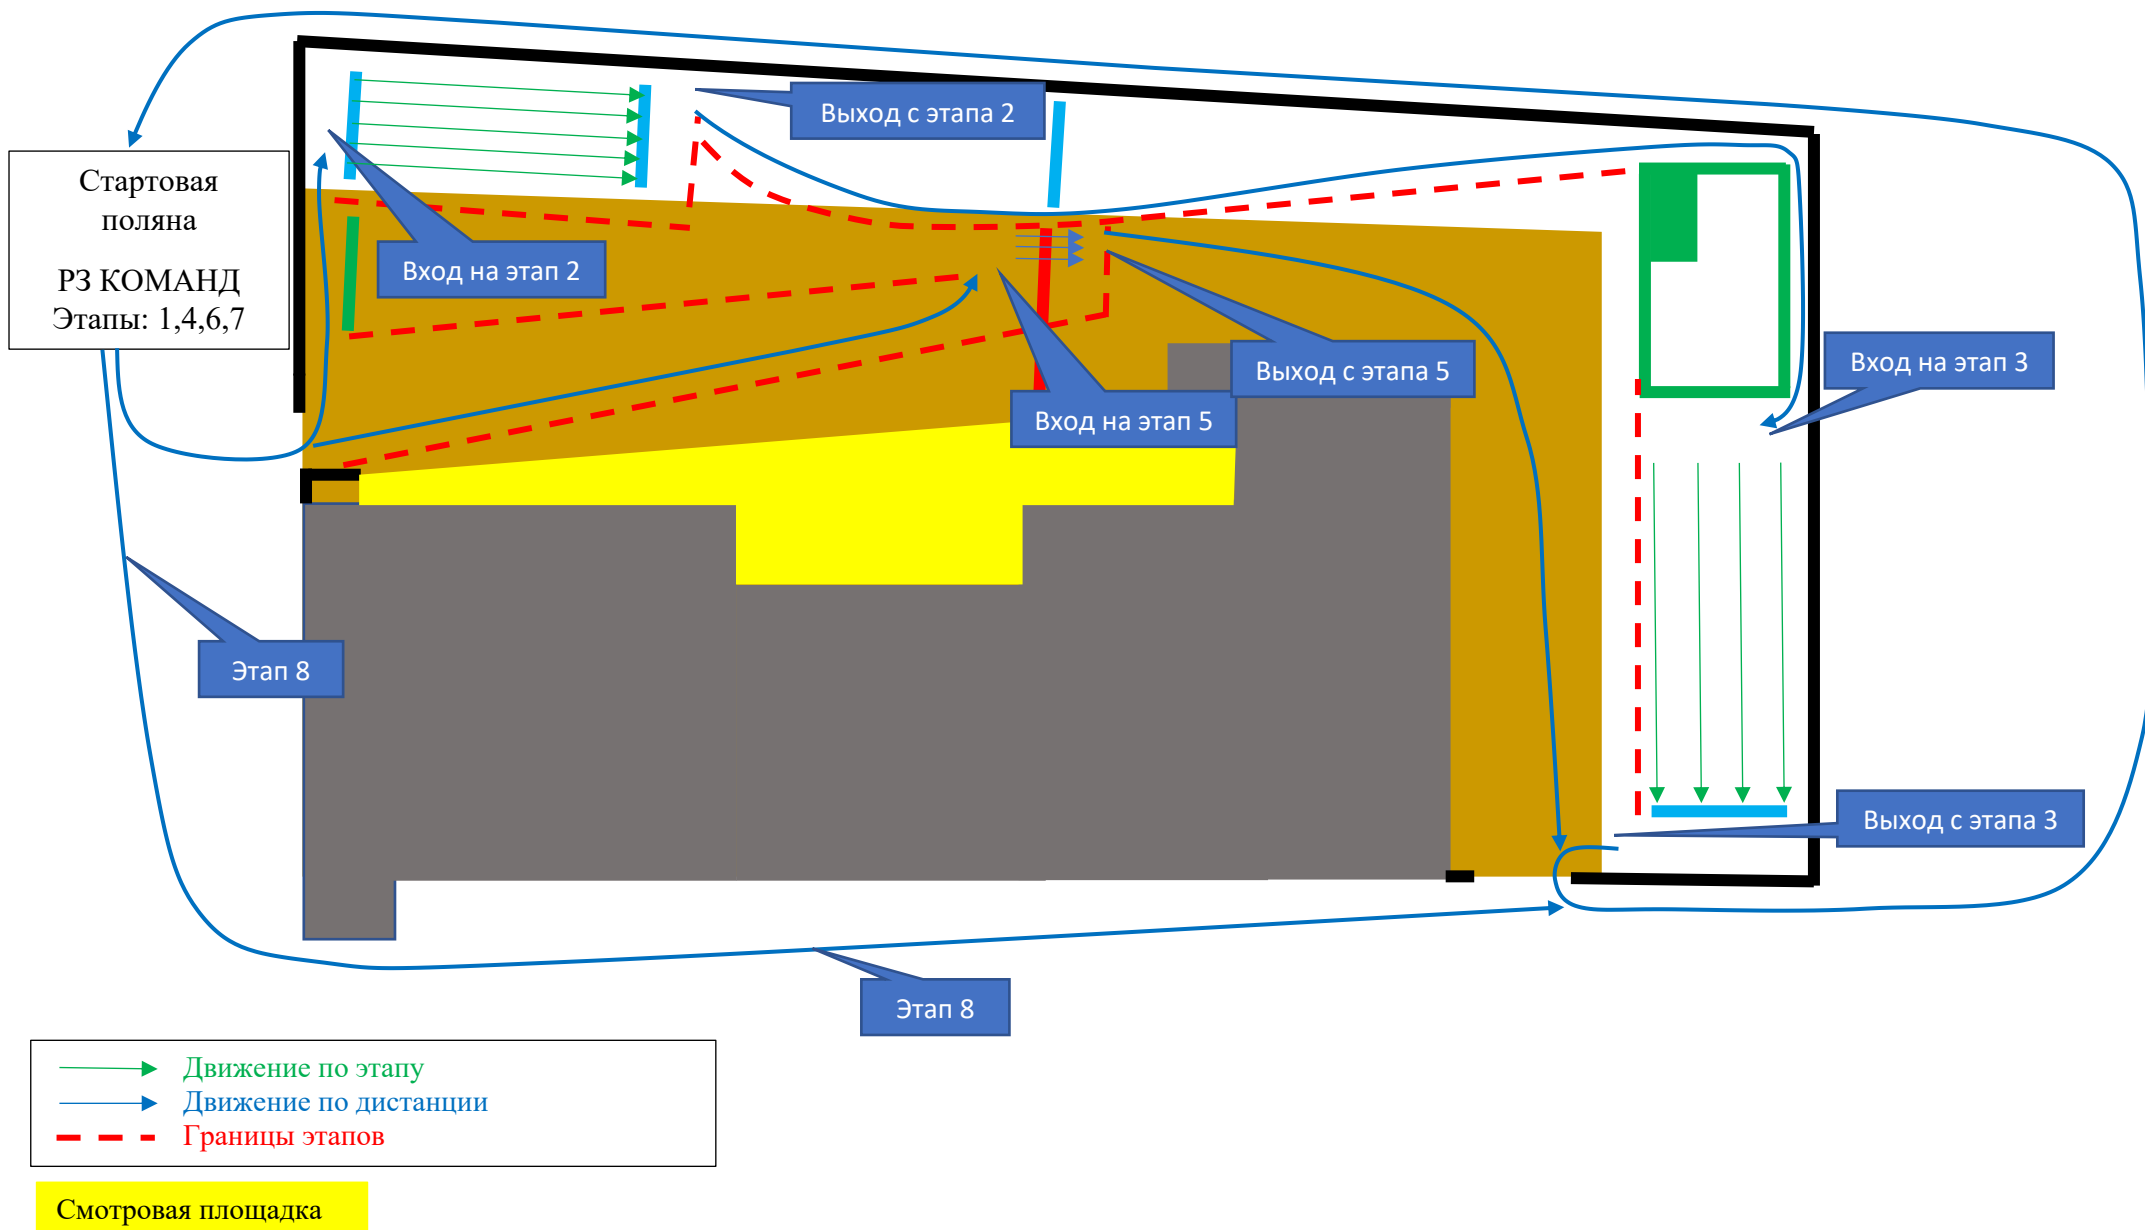 Выход с этапа 2
Стартовая
поляна
РЗ КОМАНД
Этапы: 1,4,6,7
Вход на этап 2
Выход с этапа 5
Вход на этап 3
Вход на этап 5
Этап 8
Выход с этапа 3
Этап 8
Движение по этапу
Движение по дистанции
Границы этапов
Смотровая площадка